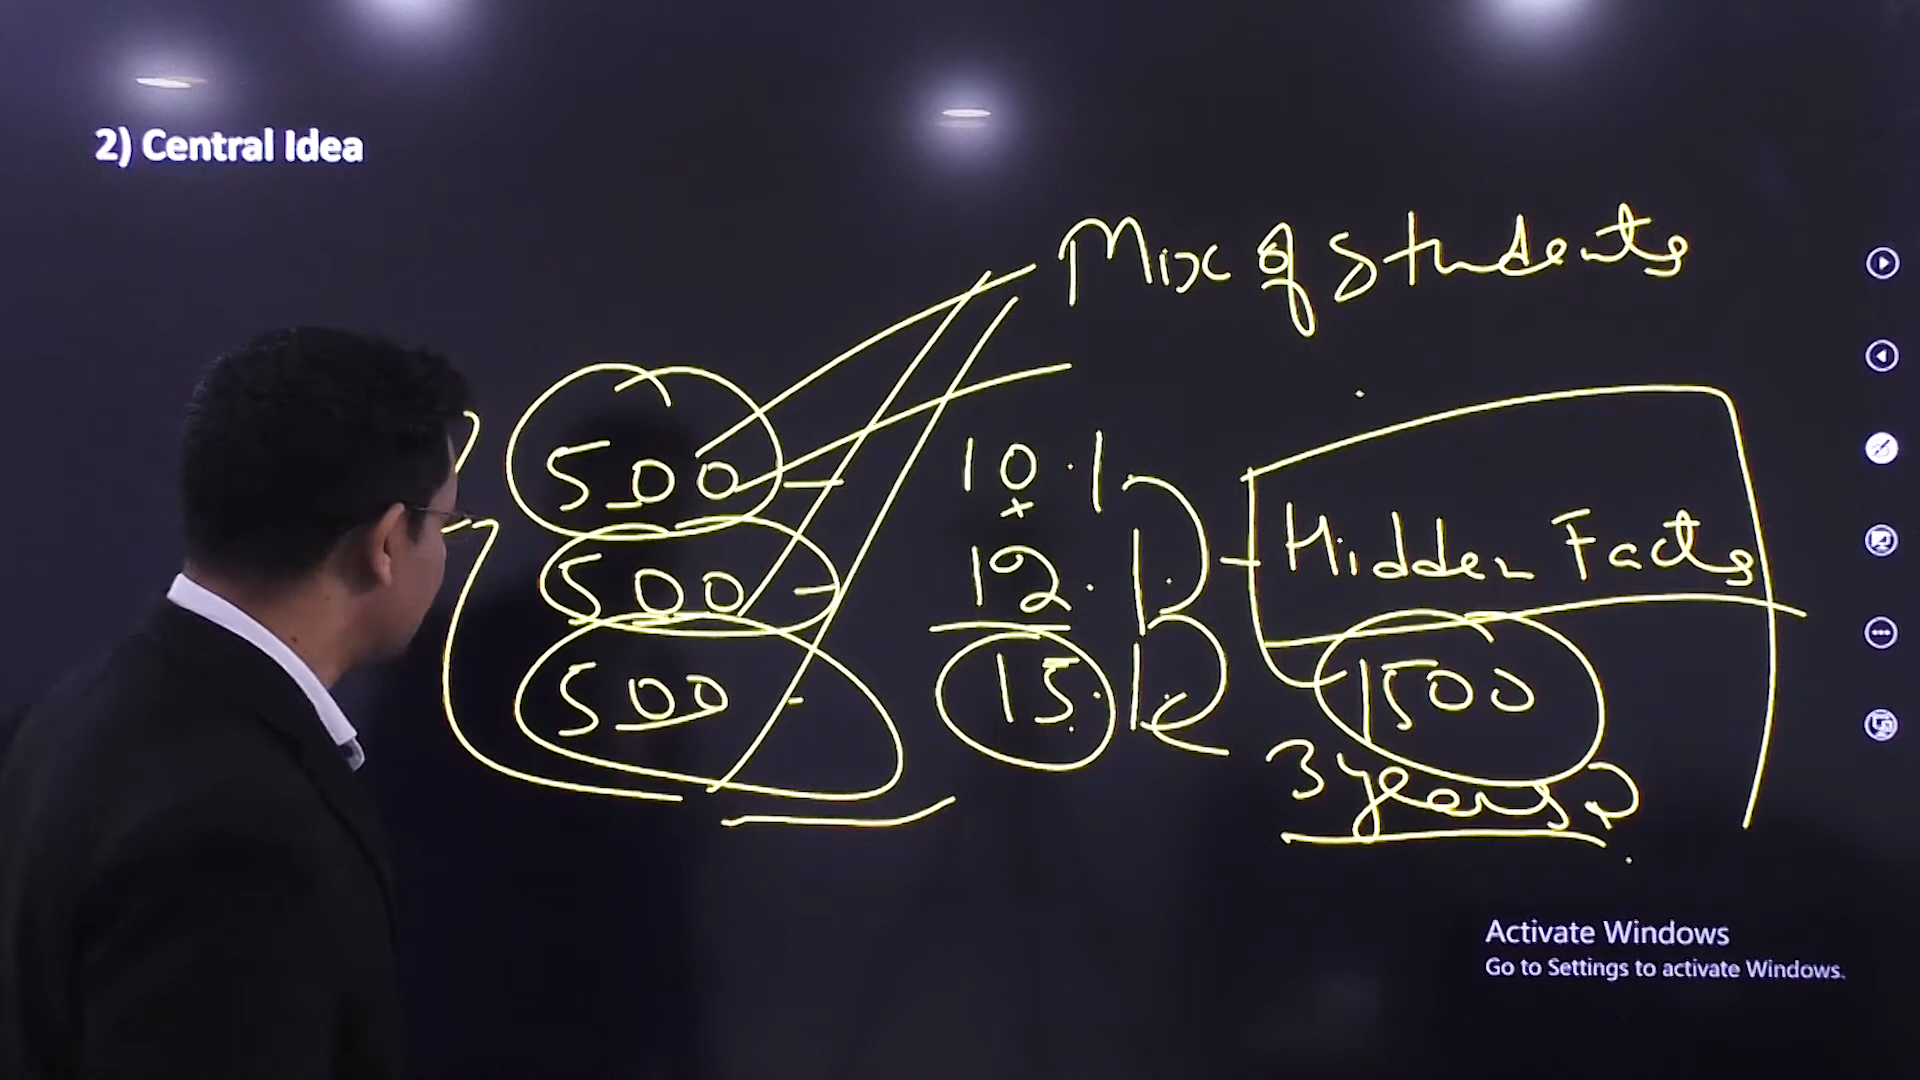 2) Central Idea
Mix of students
500 - 10%
+
500 - 12% - Hidden Facts
500 - 15% 1500
3 years?
Activate Windows
Go to Settings to activate Windows.